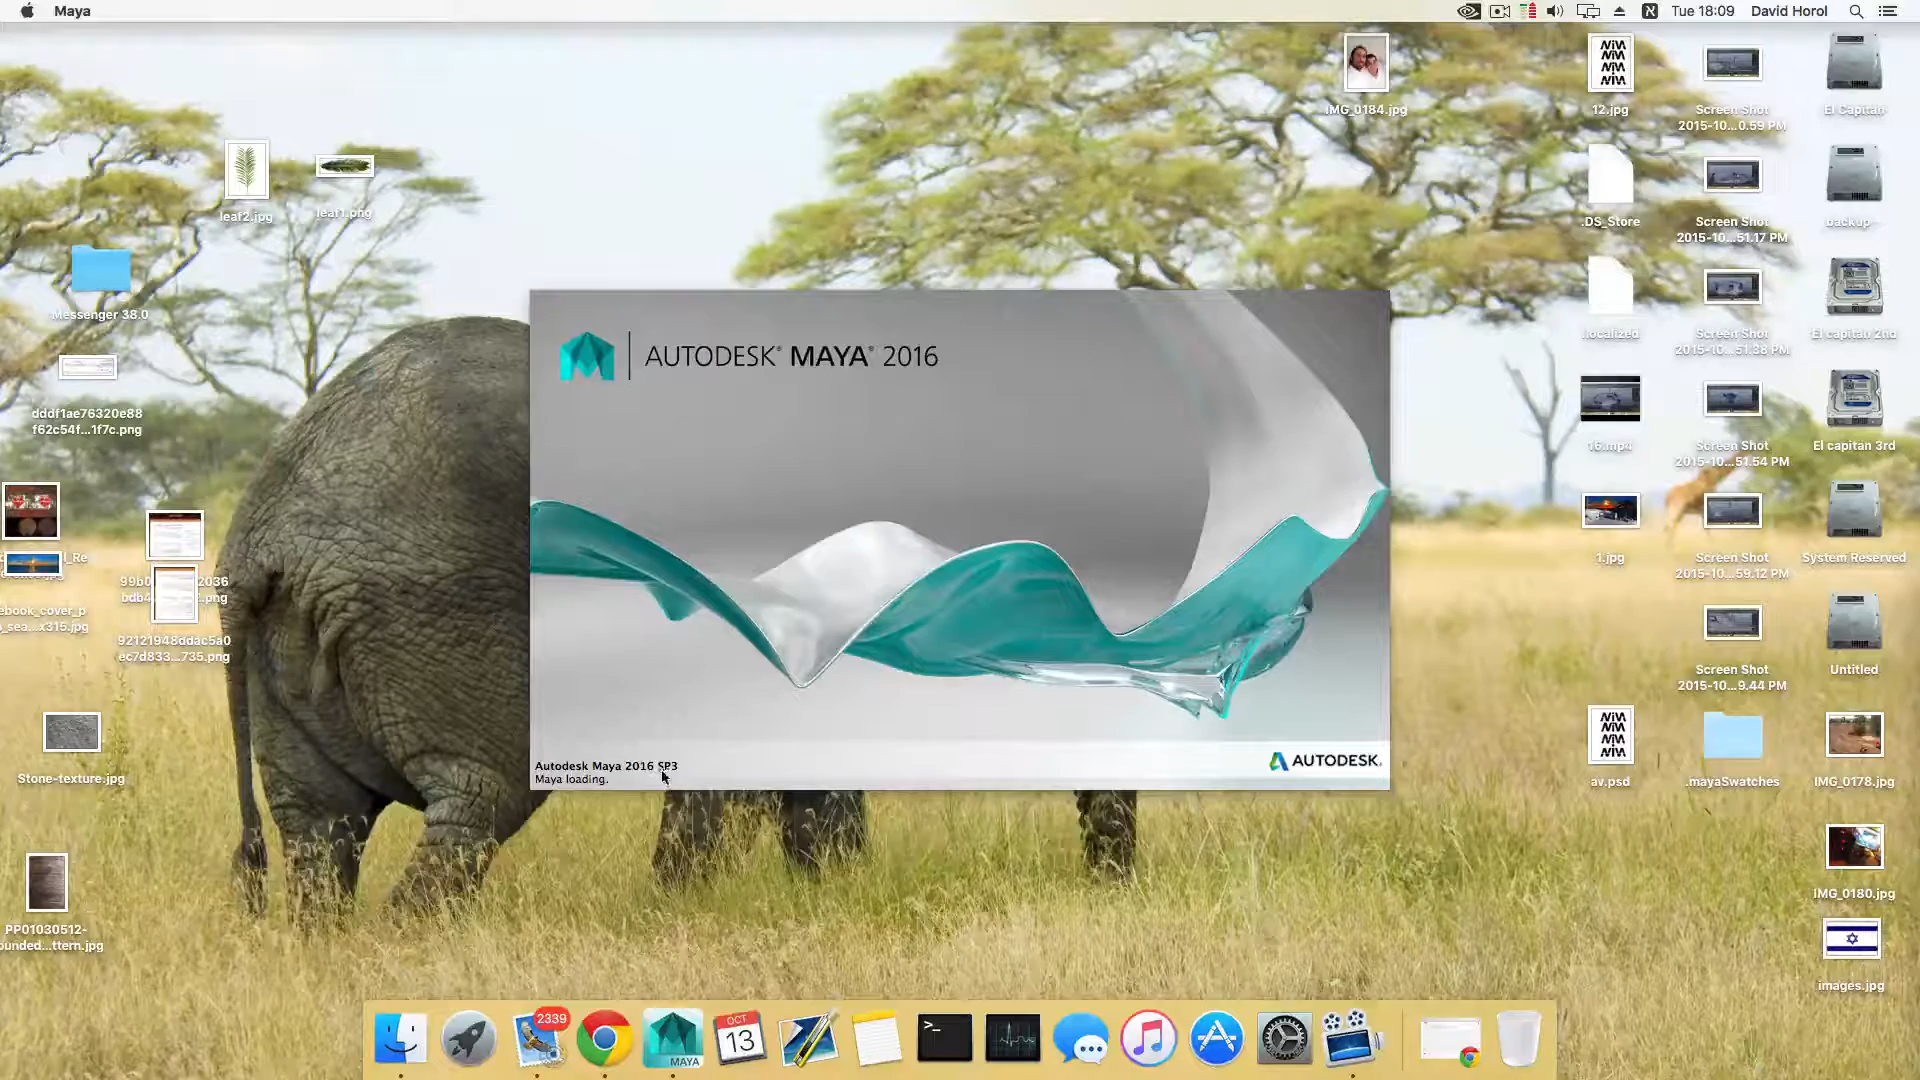 Maya
Tue 18:09
David Horol
IMG_0184.jpg
12.jpg
Screen Shot
2015-10...0.59 PM
El Capitan
leaf2.jpg
leaf1.png
.DS_Store
Screen Shot
2015-10...51.17 PM
backup
Messenger 38.0
.localized
Screen Shot
2015-10...51.38 PM
El capitan 2nd
AUTODESK® MAYA® 2016
dddf1ae76320e88
f62c54f...1f7c.png
16.mp4
Screen Shot
2015-10...51.54 PM
El capitan 3rd
1.jpg
Screen Shot
2015-10...59.12 PM
System Reserved
92121948ddac5a0
ec7d833...735.png
Screen Shot
2015-10...9.44 PM
Untitled
Stone-texture.jpg
Autodesk Maya 2016 SP3
Maya loading.
AUTODESK.
av.psd
.mayaSwatches
IMG_0178.jpg
IMG_0180.jpg
PP01030512-
ounded...ttern.jpg
images.jpg
2339
MAYA
OCT
13